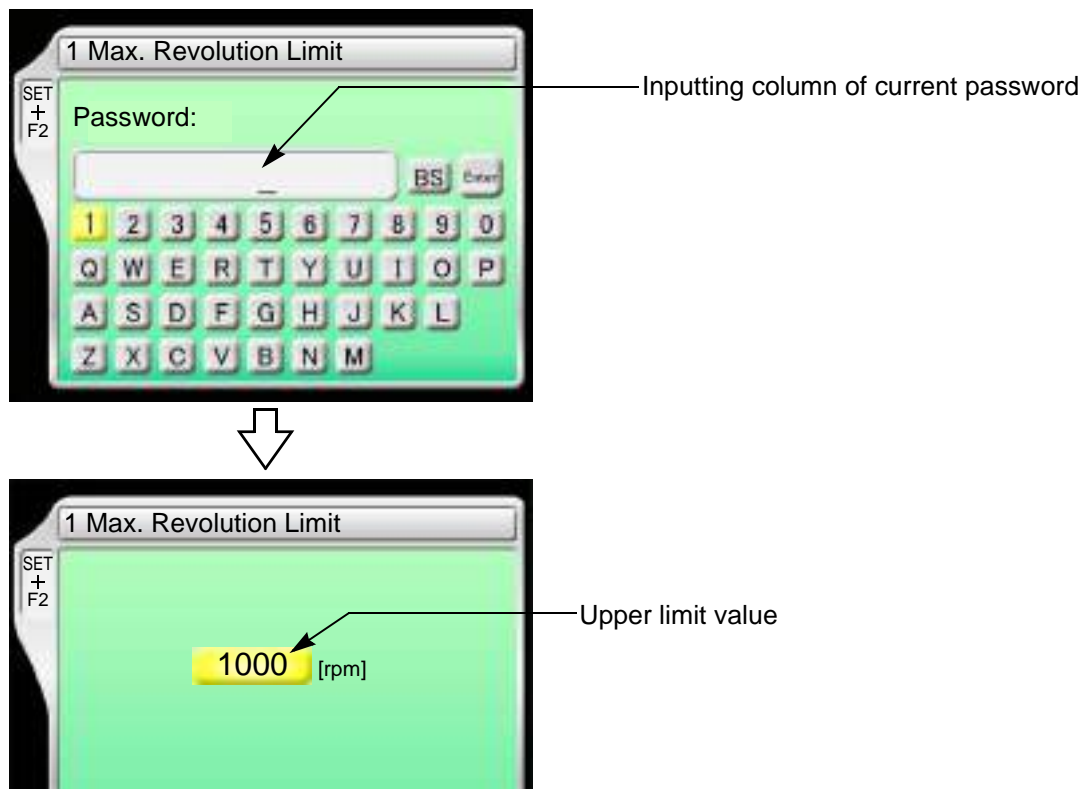 1 Max. Revolution Limit
SET
+
F2
Inputting column of current password
Password:
_
BS Enter
1 2 3 4 5 6 7 8 9 0
Q W E R T Y U I O P
A S D F G H J K L
Z X C V B N M
1 Max. Revolution Limit
SET
+
F2
Upper limit value
1000 [rpm]